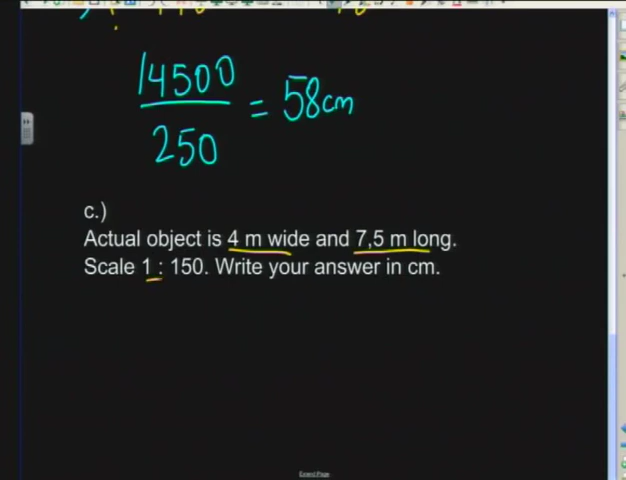 14500
250
= 58cm
c.)
Actual object is 4 m wide and 7,5 m long.
Scale 1 : 150. Write your answer in cm.